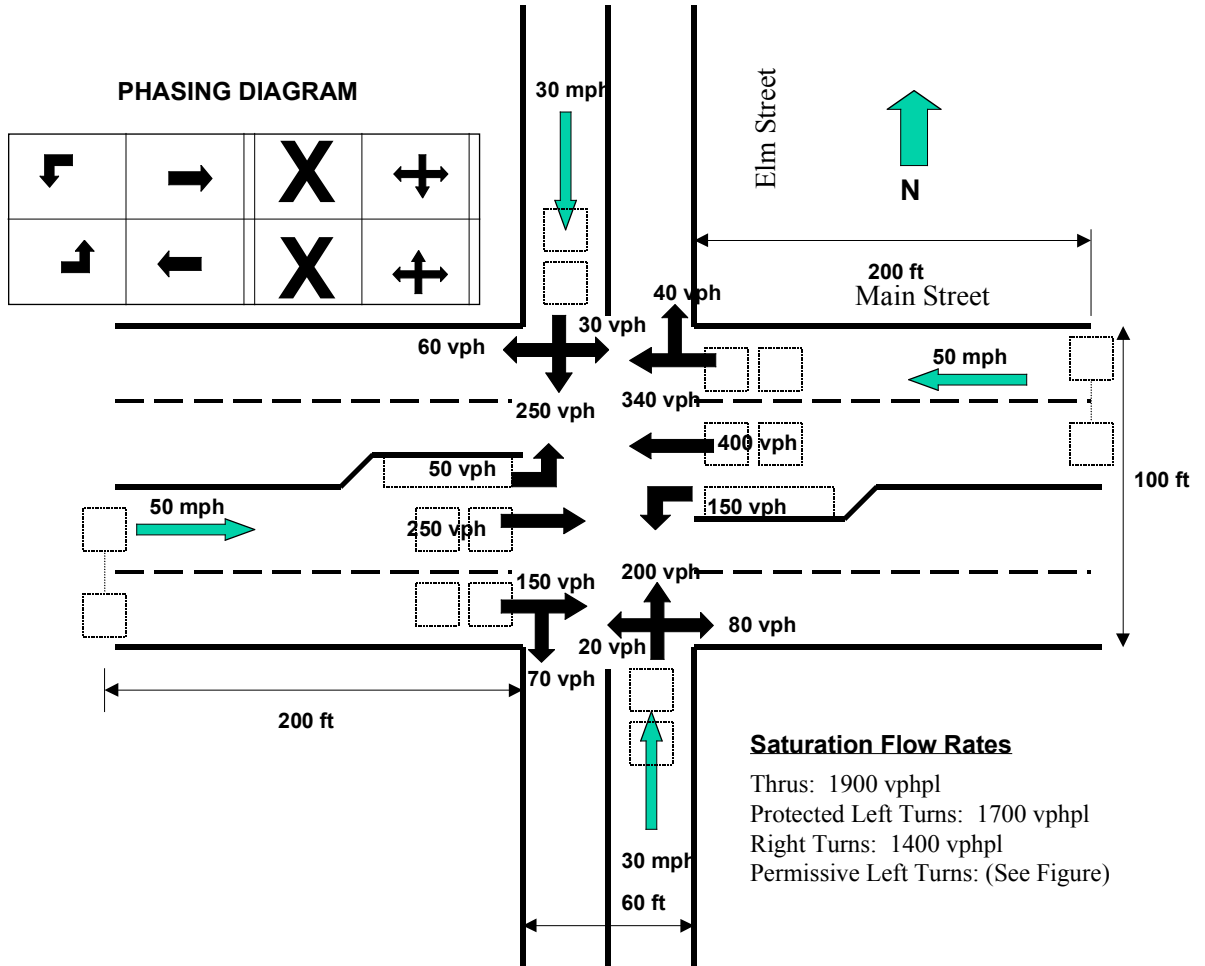 PHASING DIAGRAM
X
X
30 mph
Elm Street
N
200 ft
Main Street
40 vph
30 vph
60 vph
50 mph
340 vph
250 vph
400 vph
50 vph
100 ft
50 mph
150 vph
250 vph
150 vph
200 vph
80 vph
20 vph
70 vph
200 ft
Saturation Flow Rates
Thrus: 1900 vphpl
Protected Left Turns: 1700 vphpl
Right Turns: 1400 vphpl
Permissive Left Turns: (See Figure)
30 mph
60 ft